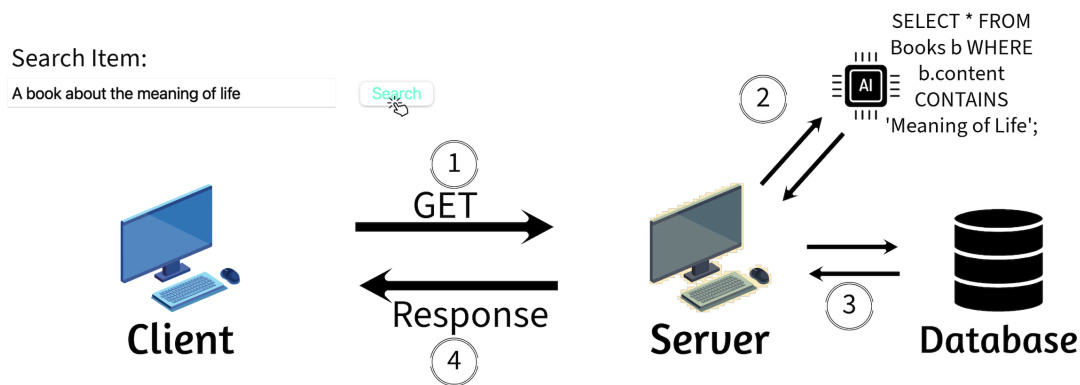 Search Item:
A book about the meaning of life
Search
1
GET
Response
4
Client
2
AI
SELECT * FROM
Books b WHERE
b.content
CONTAINS
'Meaning of Life';
3
Server
Database